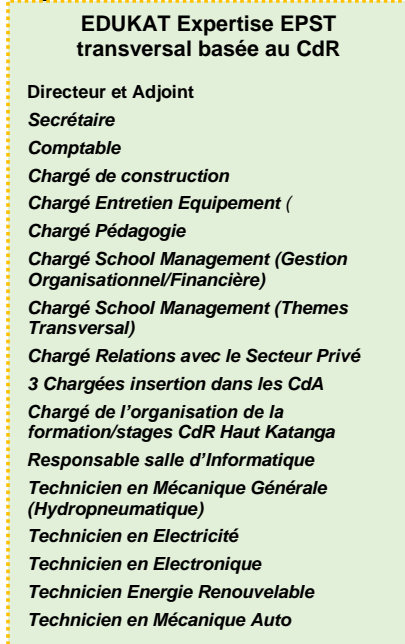 EDUKAT Expertise EPST
transversal basée au CdR
Directeur et Adjoint
Secrétaire
Comptable
Chargé de construction
Chargé Entretien Equipement (
Chargé Pédagogie
Chargé School Management (Gestion
Organisationnel/Financière)
Chargé School Management (Themes
Transversal)
Chargé Relations avec le Secteur Privé
3 Chargées insertion dans les CdA
Chargé de l'organisation de la
formation/stages CdR Haut Katanga
Responsable salle d'Informatique
Technicien en Mécanique Générale
(Hydropneumatique)
Technicien en Electricité
Technicien en Electronique
Technicien Energie Renouvelable
Technicien en Mécanique Auto